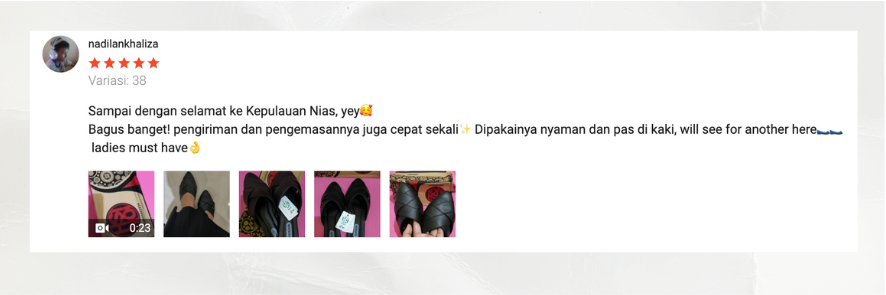 nadilankhaliza
Variasi: 38
Sampai dengan selamat ke Kepulauan Nias, yey🥰
Bagus banget! pengiriman dan pengemasannya juga cepat sekali✨ Dipakainya nyaman dan pas di kaki, will see for another here🥿🥿
ladies must have👌
0:23